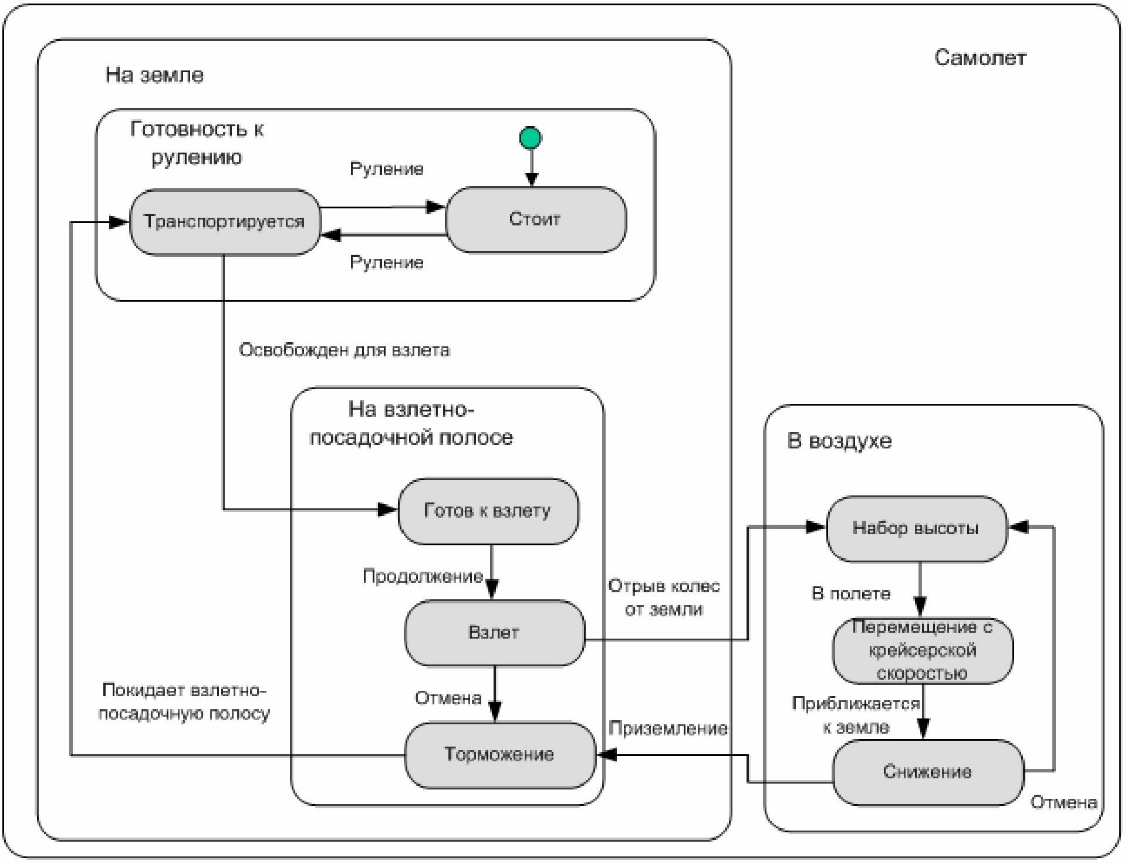 Самолет
На земле
Готовность к
рулению
Руление
Транспортируется
Стоит
Руление
Освобожден для взлета
На взлетно-
посадочной полосе
В воздухе
Готов к взлету
Набор высоты
Продолжение
Отрыв колес
от земли
В полете
Взлет
Перемещение с
крейсерской
скоростью
Покидает взлетно-
посадочную полосу
Отмена
Приближается
к земле
Приземление
Торможение
Снижение
Отмена